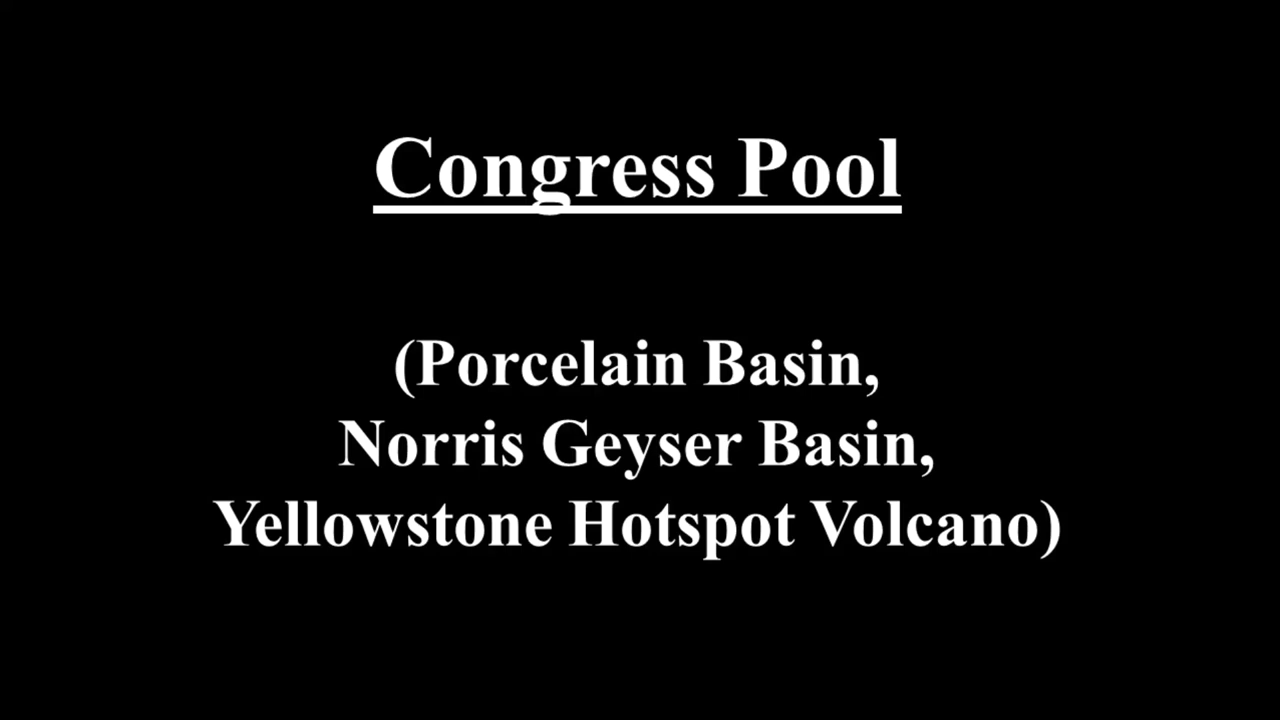 Congress Pool
(Porcelain Basin,
Norris Geyser Basin,
Yellowstone Hotspot Volcano)